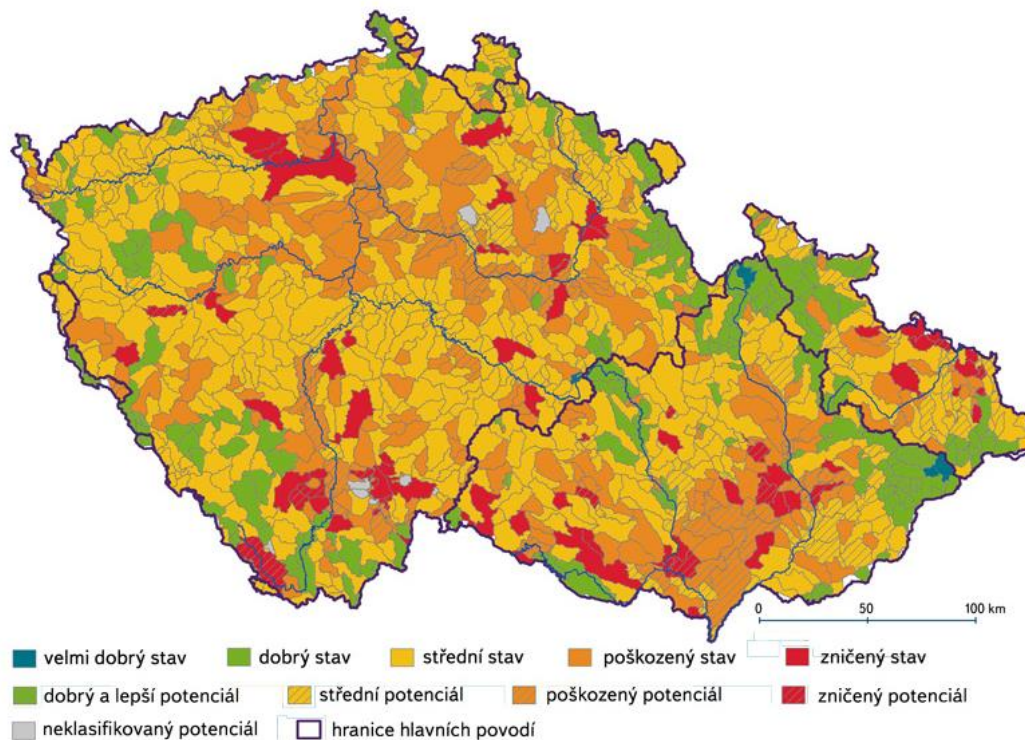 0 50 100 km
velmi dobrý stav dobrý stav střední stav poškozený stav zničený stav
dobrý a lepší potenciál střední potenciál poškozený potenciál zničený potenciál
neklasifikovaný potenciál hranice hlavních povodí